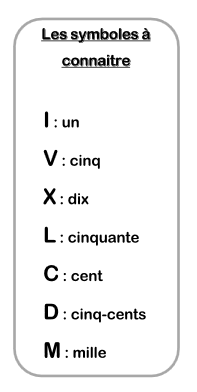 Les symboles à
connaitre
I : un
V : cinq
X : dix
L : cinquante
C : cent
D : cinq-cents
M : mille